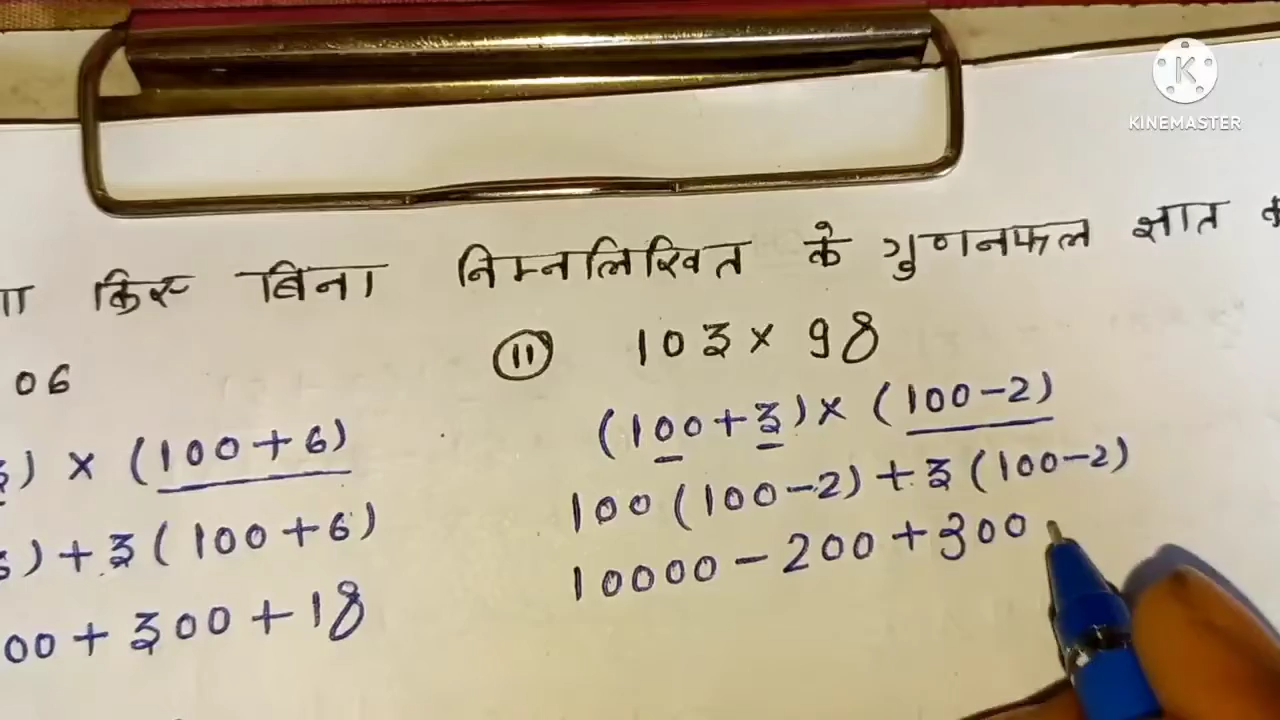 KINEMASTER
किए बिना निम्नलिखित के गुणनफल ज्ञात
06
(11) 103 × 98
) × (100+6)
(100+3) × (100-2)
) + 3(100+6)
100(100-2) + 3(100-2)
00 + 300 + 18
10000 - 200 + 300